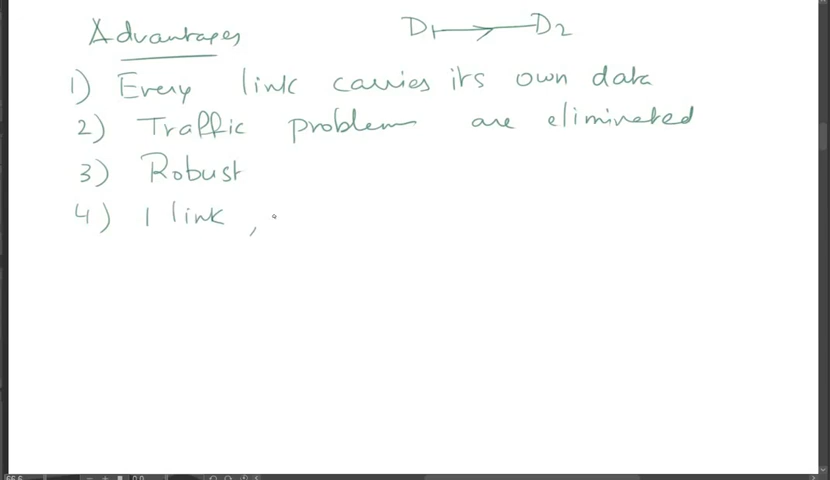 Advantages D1 D2
1) Every link carries its own data
2) Traffic problem are eliminated
3) Robust
4) 1 link ,